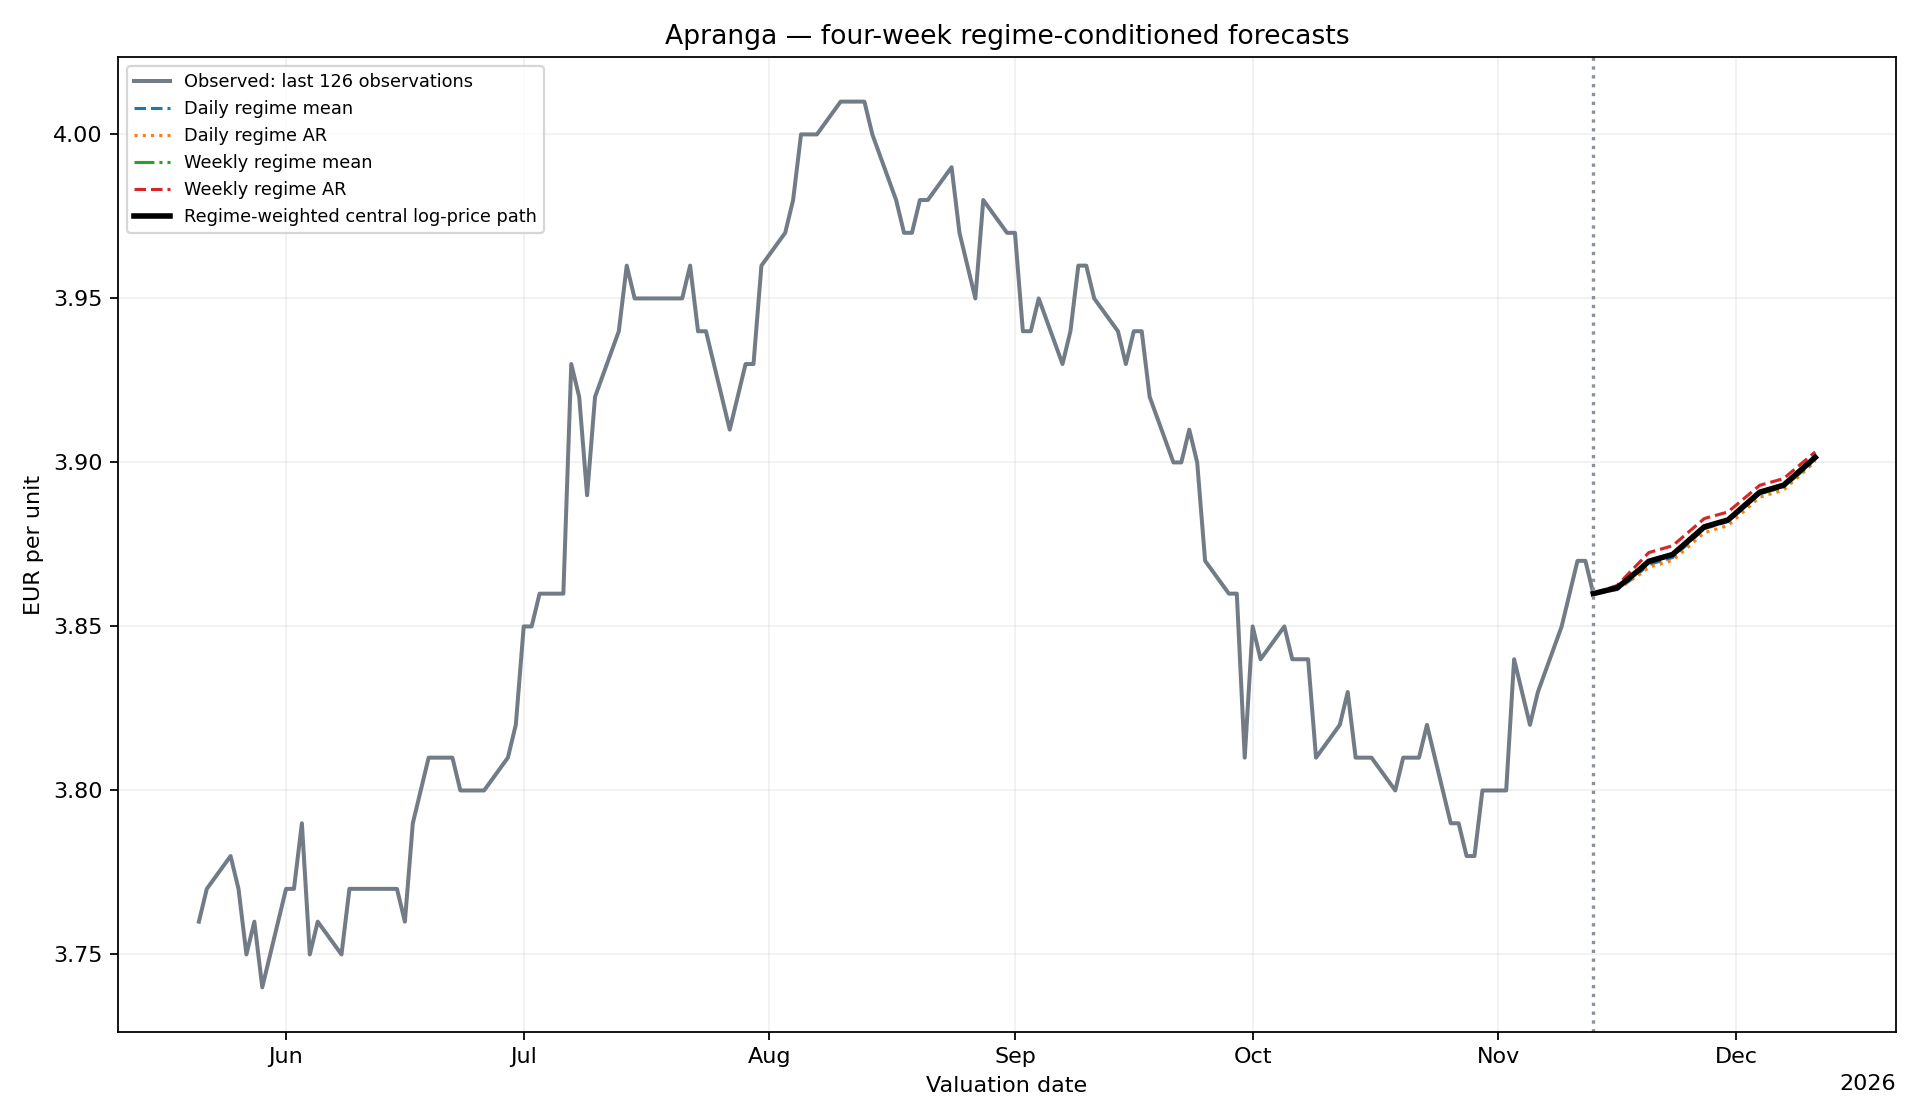 Apranga — four-week regime-conditioned forecasts
Observed: last 126 observations
Daily regime mean
Daily regime AR
Weekly regime mean
Weekly regime AR
Regime-weighted central log-price path
EUR per unit
4.00
3.95
3.90
3.85
3.80
3.75
Jun
Jul
Aug
Sep
Oct
Nov
Dec
Valuation date
2026